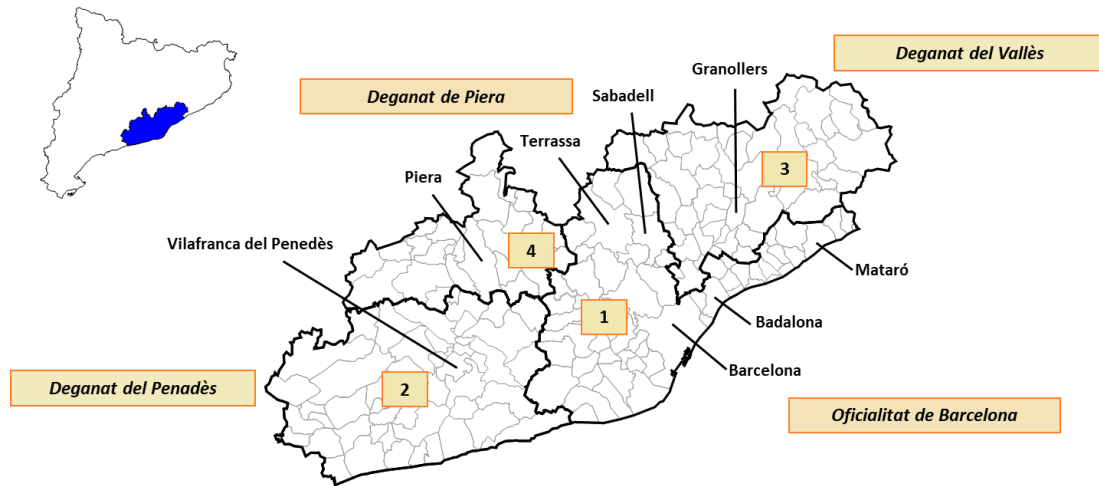 Deganat del Vallès
Granollers
Deganat de Piera
Sabadell
Terrassa
3
Piera
Vilafranca del Penedès
4
Mataró
1
Badalona
Barcelona
Deganat del Penadès
2
Oficialitat de Barcelona